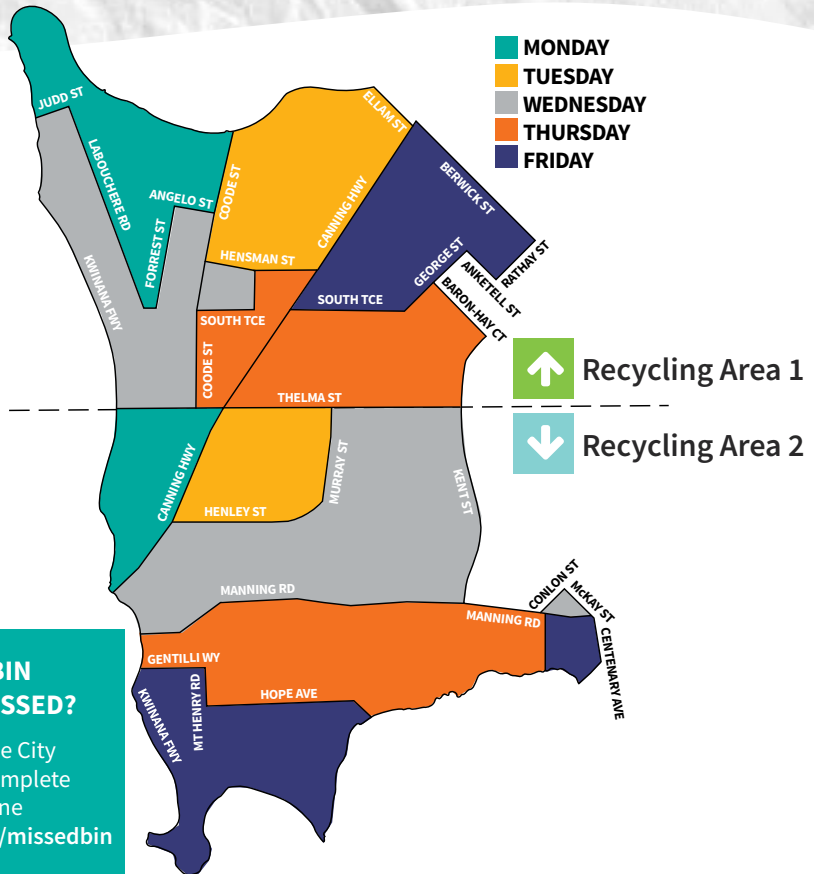 MONDAY
TUESDAY
WEDNESDAY
THURSDAY
FRIDAY
JUDD ST
LABOUCHERE RD
ANGELO ST
FORREST ST
COODE ST
ELLAM ST
CANNING HWY
BERWICK ST
KWINANA FWY
HENSMAN ST
GEORGE ST
RATHAY ST
ANKETELL ST
BARON-HAY CT
SOUTH TCE
SOUTH TCE
COODE ST
THELMA ST
Recycling Area 1
Recycling Area 2
CANNING HWY
MURRAY ST
KENT ST
HENLEY ST
MANNING RD
CONLON ST
McKAY ST
MANNING RD
CENTENARY AVE
GENTILLI WY
MT HENRY RD
HOPE AVE
KWINANA FWY
BIN
SSED?
e City
mplete
ne
/missedbin